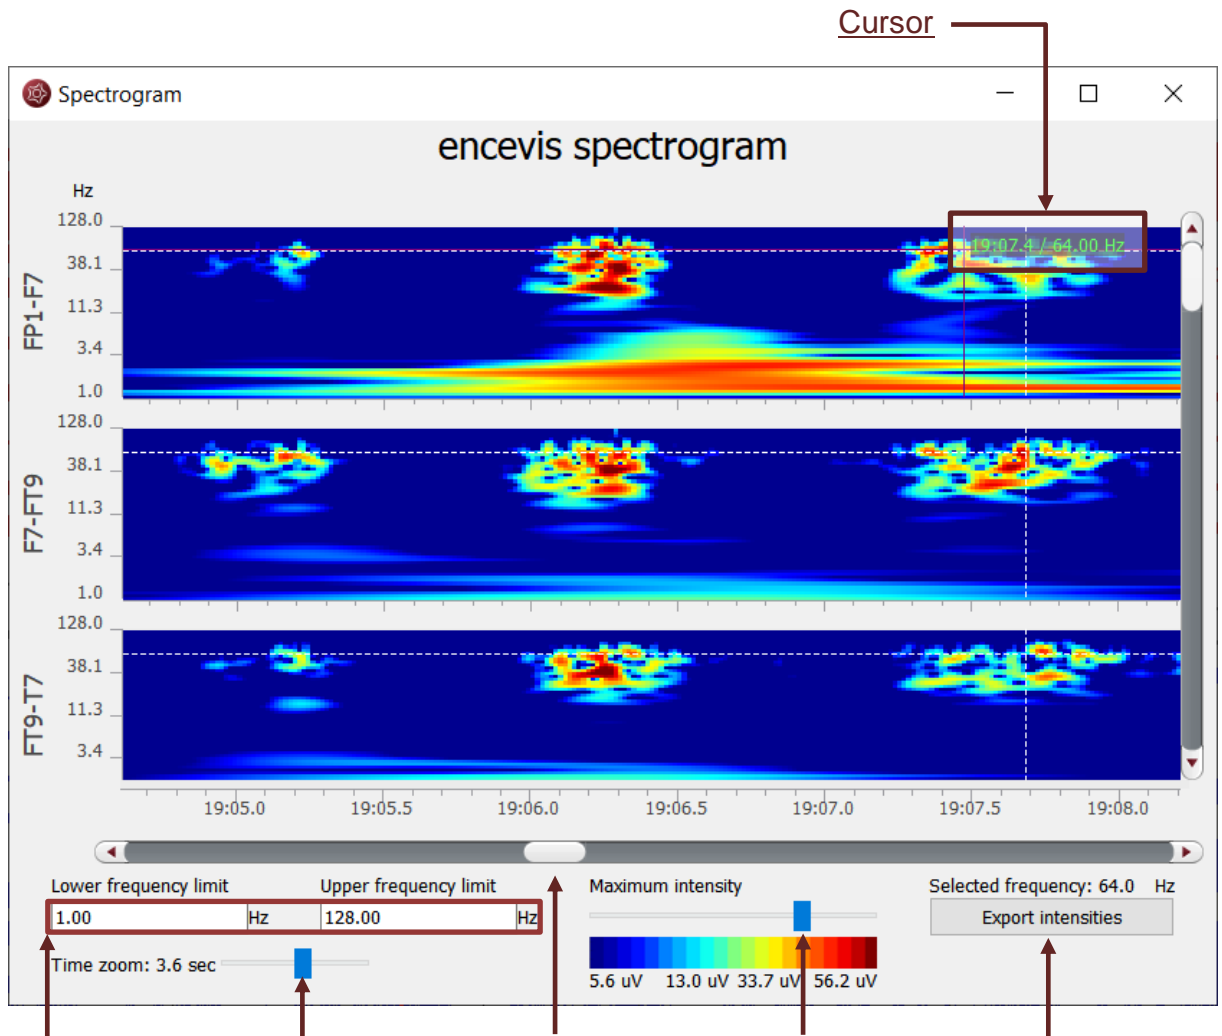 Cursor
Spectrogram
encevis spectrogram
Hz
128.0
38.1
11.3
3.4
1.0
FP1-F7
19:07.4 / 64.00 Hz
128.0
38.1
11.3
3.4
1.0
F7-FT9
128.0
38.1
11.3
3.4
FT9-T7
19:05.0 19:05.5 19:06.0 19:06.5 19:07.0 19:07.5 19:08.0
Lower frequency limit Upper frequency limit Maximum intensity Selected frequency: 64.0 Hz
1.00 Hz 128.00 Hz Export intensities
Time zoom: 3.6 sec
5.6 uV 13.0 uV 33.7 uV 56.2 uV